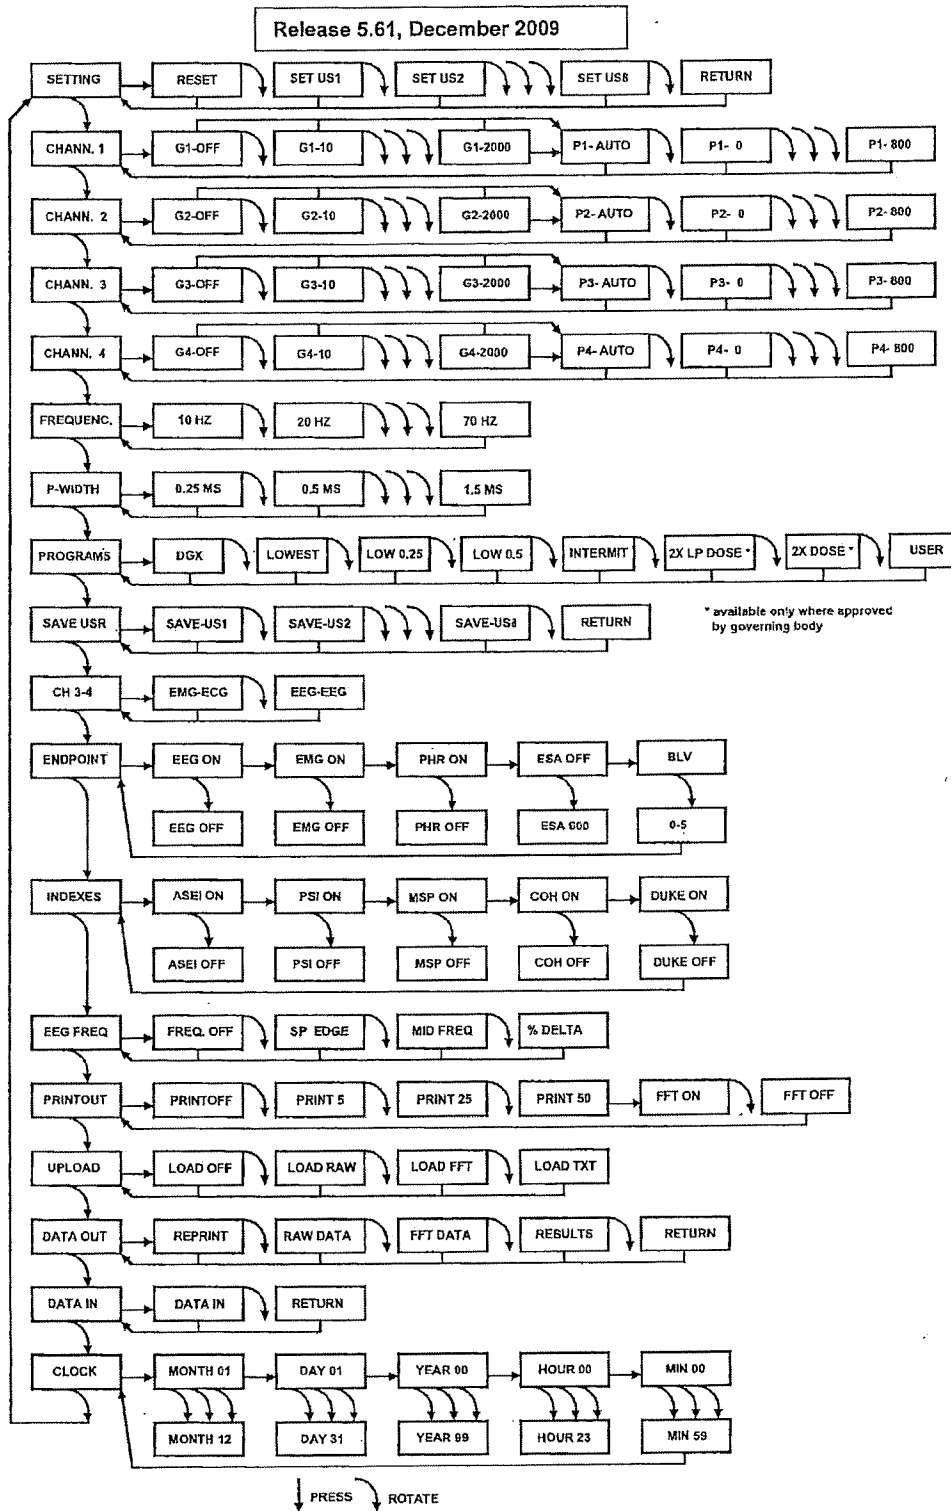 Release 5.61, December 2009
SETTING RESET SET US1 SET US2 SET US8 RETURN
CHANN. 1 G1-OFF G1-10 G1-2000 P1- AUTO P1- 0 P1- 800
CHANN. 2 G2-OFF G2-10 G2-2000 P2- AUTO P2- 0 P2- 800
CHANN. 3 G3-OFF G3-10 G3-2000 P3- AUTO P3- 0 P3- 800
CHANN. 4 G4-OFF G4-10 G4-2000 P4- AUTO P4- 0 P4- 800
FREQUENC. 10 HZ 20 HZ 70 HZ
P-WIDTH 0.25 MS 0.5 MS 1.5 MS
PROGRAMS DGX LOWEST LOW 0.25 LOW 0.5 INTERMIT 2X LP DOSE * 2X DOSE * USER
* available only where approved
by governing body
SAVE USR SAVE-US1 SAVE-US2 SAVE-US8 RETURN
CH 3-4 EMG-ECG EEG-EEG
ENDPOINT EEG ON EMG ON PHR ON ESA OFF BLV
EEG OFF EMG OFF PHR OFF ESA 0-5
INDEXES ASEI ON PSI ON MSP ON COH ON DUKE ON
ASEI OFF PSI OFF MSP OFF COH OFF DUKE OFF
EEG FREQ FREQ. OFF SP EDGE MID FREQ % DELTA
PRINTOUT PRINTOFF PRINT 5 PRINT 25 PRINT 50 FFT ON FFT OFF
UPLOAD LOAD OFF LOAD RAW LOAD FFT LOAD TXT
DATA OUT REPRINT RAW DATA FFT DATA RESULTS RETURN
DATA IN DATA IN RETURN
CLOCK MONTH 01 DAY 01 YEAR 00 HOUR 00 MIN 00
MONTH 12 DAY 31 YEAR 99 HOUR 23 MIN 59
PRESS ROTATE